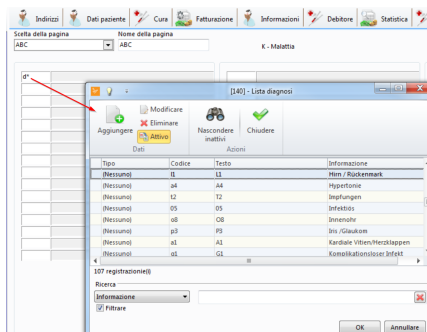 Indirizzi Dati paziente Cura Fatturazione Informazioni Debitore Statistica
Scelta della pagina Nome della pagina
ABC ABC K - Malattia
d*
[140] - Lista diagnosi
Aggiungere Modificare Eliminare Attivo Nascondere inattivi Chiudere
Dati Azioni
Tipo Codice Testo Informazione
(Nessuno) l1 L1 Hirn / Rückenmark
(Nessuno) a4 A4 Hypertonie
(Nessuno) t2 T2 Impfungen
(Nessuno) 05 05 Infektiös
(Nessuno) o8 O8 Innenohr
(Nessuno) p3 P3 Iris /Glaukom
(Nessuno) a1 A1 Kardiale Vitien/Herzklappen
(Nessuno) g1 G1 Komplikationsloser Infekt
107 registrazione(i)
Ricerca
Informazione
Filtrare
OK Annullare